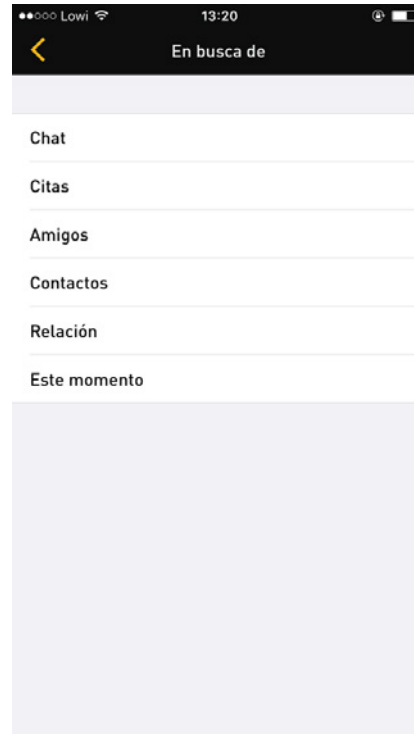 Lowi
13:20
En busca de
Chat
Citas
Amigos
Contactos
Relación
Este momento